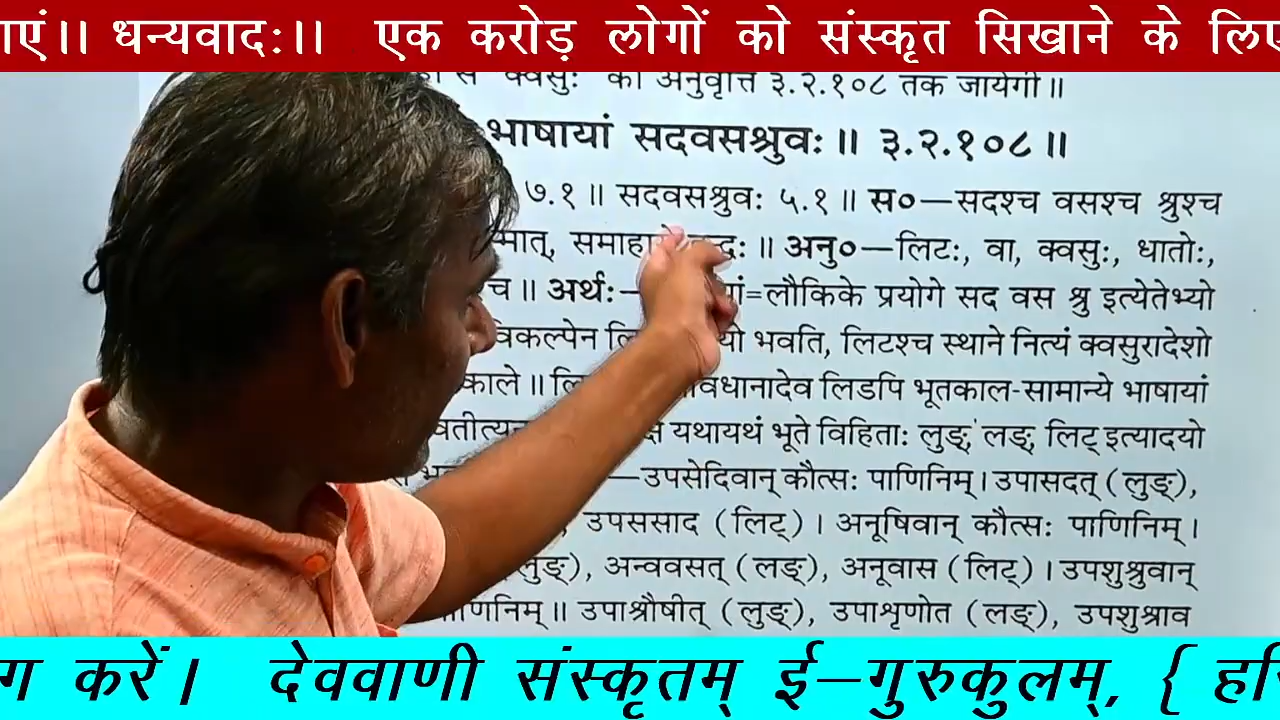 एं।। धन्यवादः।। एक करोड़ लोगों को संस्कृत सिखाने के लिए
से क्वसुः की अनुवृत्ति ३.२.१०८ तक जायेगी॥
भाषायां सदवसश्रुवः॥ ३.२.१०८॥
७.१॥ सदवसश्रुवः ५.१॥ स०—सदश्च वसश्च श्रुश्च
समाहा द्वः॥ अनु०—लिटः, वा, क्वसुः, धातोः,
च॥ अर्थः— =लौकिके प्रयोगे सद वस श्रु इत्येतेभ्यो
भवति, लिटश्च स्थाने नित्यं क्वसुरादेशो
काले॥ लिडपि भूतकाल-सामान्ये भाषायां
यथायथं भूते विहिताः लुङ्, लङ्, लिट् इत्यादयो
—उपसेदिवान् कौत्सः पाणिनिम्। उपासदत् (लुङ्),
उपससाद (लिट्)। अनूषिवान् कौत्सः पाणिनिम्।
लुङ्), अन्ववसत् (लङ्), अनूवास (लिट्)। उपशुश्रुवान्
पाणिनिम्॥ उपाश्रौषीत् (लुङ्), उपाशृणोत (लङ्), उपशुश्राव
ग करें। देववाणी संस्कृतम् ई-गुरुकुलम्, { हरि